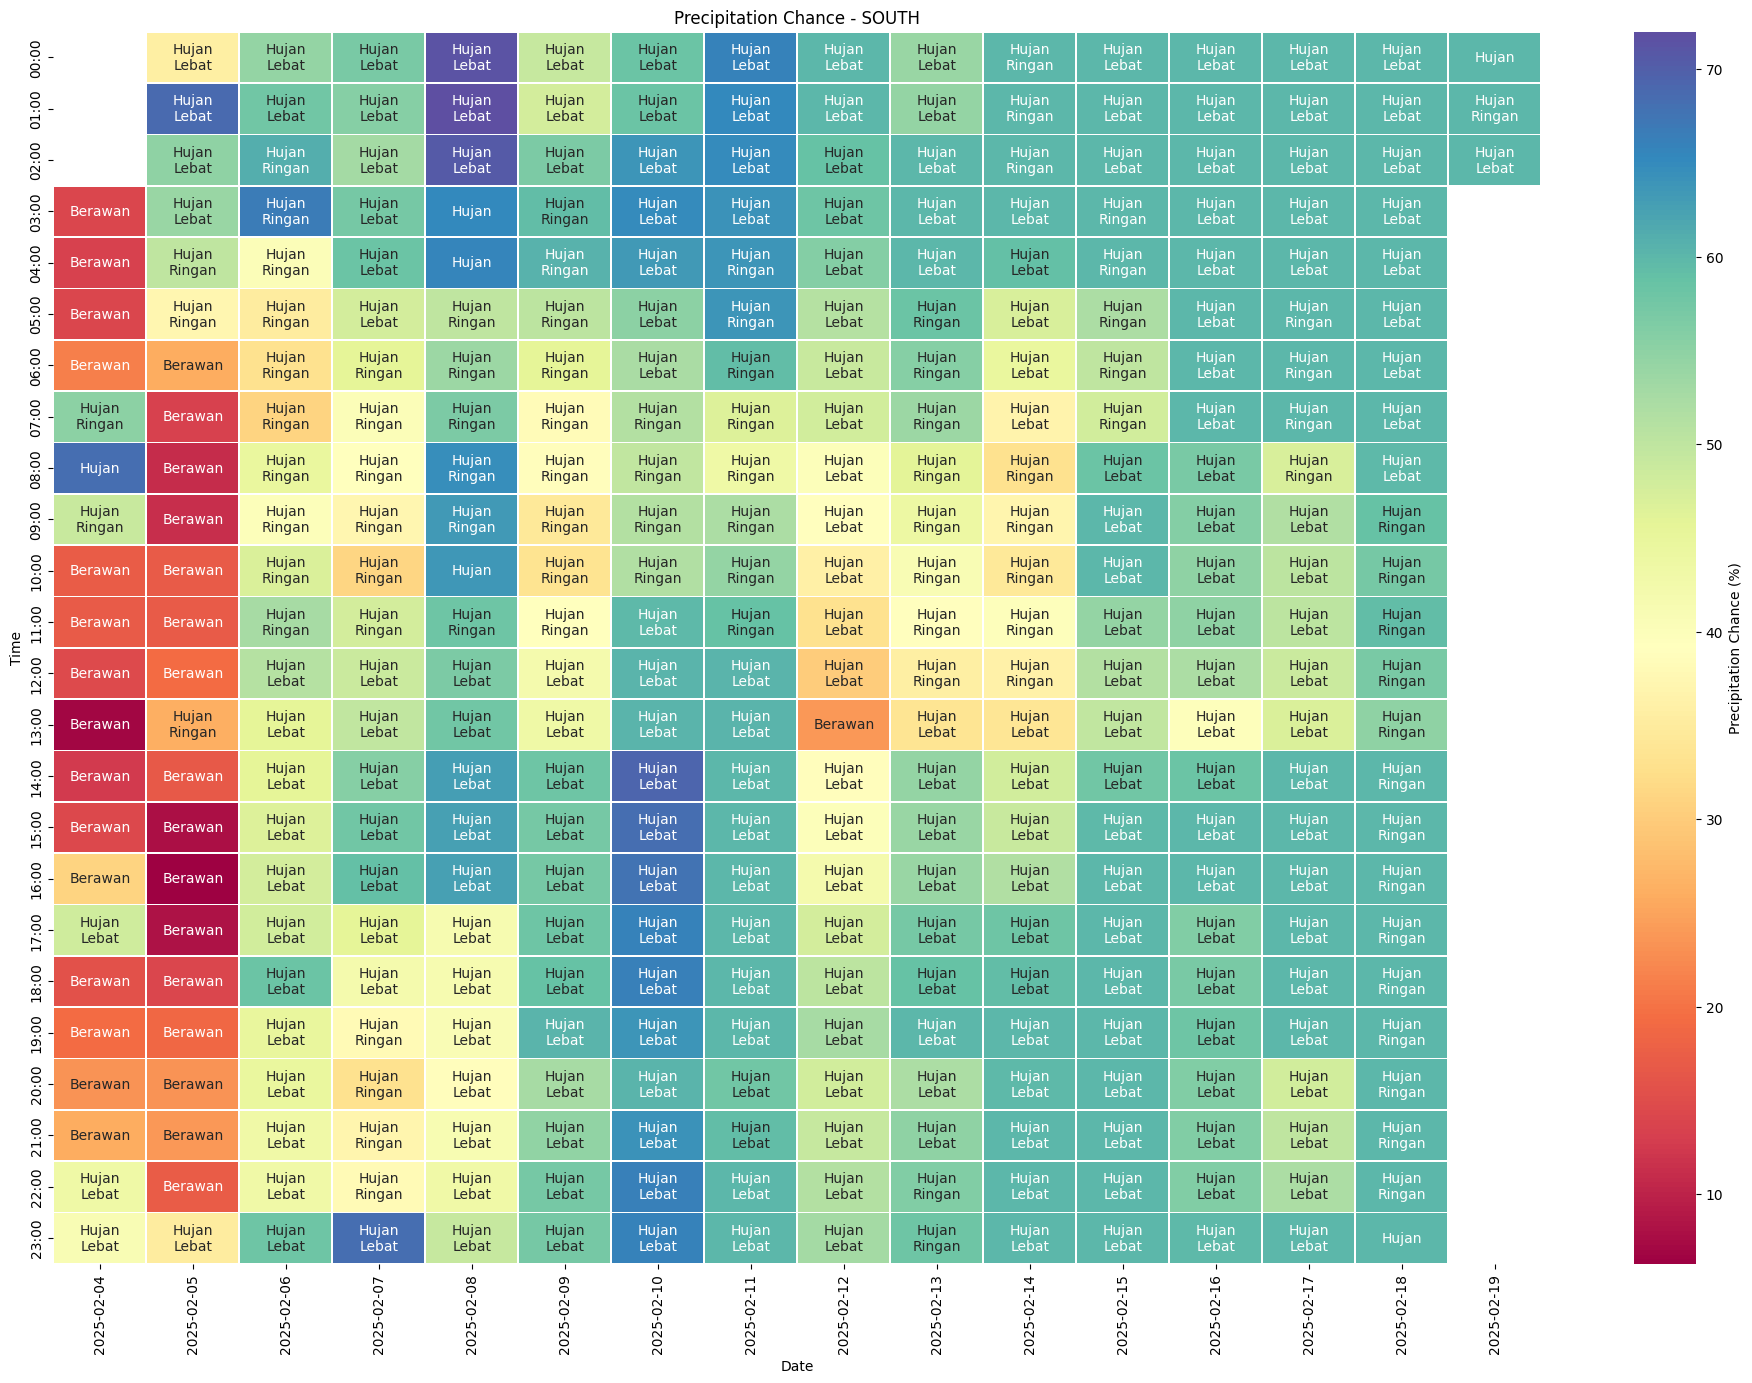 Precipitation Chance - SOUTH
00:00 Hujan Lebat Hujan Lebat Hujan Lebat Hujan Lebat Hujan Lebat Hujan Lebat Hujan Lebat Hujan Lebat Hujan Lebat Hujan Ringan Hujan Lebat Hujan Lebat Hujan Lebat Hujan Lebat Hujan
01:00 Hujan Lebat Hujan Lebat Hujan Lebat Hujan Lebat Hujan Lebat Hujan Lebat Hujan Lebat Hujan Lebat Hujan Lebat Hujan Ringan Hujan Lebat Hujan Lebat Hujan Lebat Hujan Lebat Hujan Ringan
02:00 Hujan Lebat Hujan Ringan Hujan Lebat Hujan Lebat Hujan Lebat Hujan Lebat Hujan Lebat Hujan Lebat Hujan Lebat Hujan Ringan Hujan Lebat Hujan Lebat Hujan Lebat Hujan Lebat Hujan Lebat
03:00 Berawan Hujan Lebat Hujan Ringan Hujan Lebat Hujan Hujan Ringan Hujan Lebat Hujan Lebat Hujan Lebat Hujan Lebat Hujan Lebat Hujan Ringan Hujan Lebat Hujan Lebat Hujan Lebat
04:00 Berawan Hujan Ringan Hujan Ringan Hujan Lebat Hujan Hujan Ringan Hujan Lebat Hujan Ringan Hujan Lebat Hujan Lebat Hujan Lebat Hujan Ringan Hujan Lebat Hujan Lebat Hujan Lebat
05:00 Berawan Hujan Ringan Hujan Ringan Hujan Lebat Hujan Ringan Hujan Ringan Hujan Lebat Hujan Ringan Hujan Lebat Hujan Ringan Hujan Lebat Hujan Ringan Hujan Lebat Hujan Ringan Hujan Lebat
06:00 Berawan Berawan Hujan Ringan Hujan Ringan Hujan Ringan Hujan Ringan Hujan Lebat Hujan Ringan Hujan Lebat Hujan Ringan Hujan Lebat Hujan Ringan Hujan Lebat Hujan Ringan Hujan Lebat
07:00 Hujan Ringan Berawan Hujan Ringan Hujan Ringan Hujan Ringan Hujan Ringan Hujan Ringan Hujan Ringan Hujan Lebat Hujan Ringan Hujan Lebat Hujan Ringan Hujan Lebat Hujan Ringan Hujan Lebat
08:00 Hujan Berawan Hujan Ringan Hujan Ringan Hujan Ringan Hujan Ringan Hujan Ringan Hujan Ringan Hujan Lebat Hujan Ringan Hujan Ringan Hujan Lebat Hujan Lebat Hujan Ringan Hujan Lebat
09:00 Hujan Ringan Berawan Hujan Ringan Hujan Ringan Hujan Ringan Hujan Ringan Hujan Ringan Hujan Ringan Hujan Lebat Hujan Ringan Hujan Ringan Hujan Lebat Hujan Lebat Hujan Lebat Hujan Ringan
10:00 Berawan Berawan Hujan Ringan Hujan Ringan Hujan Hujan Ringan Hujan Ringan Hujan Ringan Hujan Lebat Hujan Ringan Hujan Ringan Hujan Lebat Hujan Lebat Hujan Lebat Hujan Ringan
11:00 Berawan Berawan Hujan Ringan Hujan Ringan Hujan Ringan Hujan Ringan Hujan Lebat Hujan Ringan Hujan Lebat Hujan Ringan Hujan Ringan Hujan Lebat Hujan Lebat Hujan Lebat Hujan Ringan
12:00 Berawan Berawan Hujan Lebat Hujan Lebat Hujan Lebat Hujan Lebat Hujan Lebat Hujan Lebat Hujan Lebat Hujan Ringan Hujan Ringan Hujan Lebat Hujan Lebat Hujan Lebat Hujan Ringan
13:00 Berawan Hujan Ringan Hujan Lebat Hujan Lebat Hujan Lebat Hujan Lebat Hujan Lebat Hujan Lebat Berawan Hujan Lebat Hujan Lebat Hujan Lebat Hujan Lebat Hujan Lebat Hujan Ringan
14:00 Berawan Berawan Hujan Lebat Hujan Lebat Hujan Lebat Hujan Lebat Hujan Lebat Hujan Lebat Hujan Lebat Hujan Lebat Hujan Lebat Hujan Lebat Hujan Lebat Hujan Lebat Hujan Ringan
15:00 Berawan Berawan Hujan Lebat Hujan Lebat Hujan Lebat Hujan Lebat Hujan Lebat Hujan Lebat Hujan Lebat Hujan Lebat Hujan Lebat Hujan Lebat Hujan Lebat Hujan Lebat Hujan Ringan
16:00 Berawan Berawan Hujan Lebat Hujan Lebat Hujan Lebat Hujan Lebat Hujan Lebat Hujan Lebat Hujan Lebat Hujan Lebat Hujan Lebat Hujan Lebat Hujan Lebat Hujan Lebat Hujan Ringan
17:00 Hujan Lebat Berawan Hujan Lebat Hujan Lebat Hujan Lebat Hujan Lebat Hujan Lebat Hujan Lebat Hujan Lebat Hujan Lebat Hujan Lebat Hujan Lebat Hujan Lebat Hujan Lebat Hujan Ringan
18:00 Berawan Berawan Hujan Lebat Hujan Lebat Hujan Lebat Hujan Lebat Hujan Lebat Hujan Lebat Hujan Lebat Hujan Lebat Hujan Lebat Hujan Lebat Hujan Lebat Hujan Lebat Hujan Ringan
19:00 Berawan Berawan Hujan Lebat Hujan Ringan Hujan Lebat Hujan Lebat Hujan Lebat Hujan Lebat Hujan Lebat Hujan Lebat Hujan Lebat Hujan Lebat Hujan Lebat Hujan Lebat Hujan Ringan
20:00 Berawan Berawan Hujan Lebat Hujan Ringan Hujan Lebat Hujan Lebat Hujan Lebat Hujan Lebat Hujan Lebat Hujan Lebat Hujan Lebat Hujan Lebat Hujan Lebat Hujan Lebat Hujan Ringan
21:00 Berawan Berawan Hujan Lebat Hujan Ringan Hujan Lebat Hujan Lebat Hujan Lebat Hujan Lebat Hujan Lebat Hujan Lebat Hujan Lebat Hujan Lebat Hujan Lebat Hujan Lebat Hujan Ringan
22:00 Hujan Lebat Berawan Hujan Lebat Hujan Ringan Hujan Lebat Hujan Lebat Hujan Lebat Hujan Lebat Hujan Lebat Hujan Ringan Hujan Lebat Hujan Lebat Hujan Lebat Hujan Lebat Hujan Ringan
23:00 Hujan Lebat Hujan Lebat Hujan Lebat Hujan Lebat Hujan Lebat Hujan Lebat Hujan Lebat Hujan Lebat Hujan Lebat Hujan Ringan Hujan Lebat Hujan Lebat Hujan Lebat Hujan Lebat Hujan
Time
2025-02-04 2025-02-05 2025-02-06 2025-02-07 2025-02-08 2025-02-09 2025-02-10 2025-02-11 2025-02-12 2025-02-13 2025-02-14 2025-02-15 2025-02-16 2025-02-17 2025-02-18 2025-02-19
Date
70
60
50
40
30
20
10
Precipitation Chance (%)